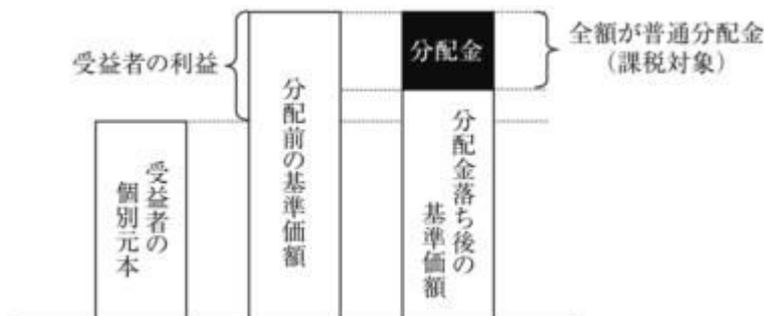 受益者の利益
分配金
全額が普通分配金
（課税対象）
受益者の
個別元本
分配前の基準価額
分配金落ち後の
基準価額